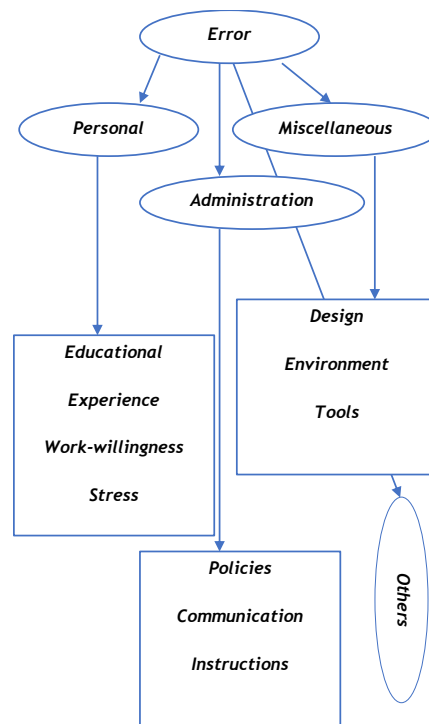 Error
Personal
Miscellaneous
Administration
Design
Environment
Tools
Educational
Experience
Work-willingness
Stress
Policies
Communication
Instructions
Others